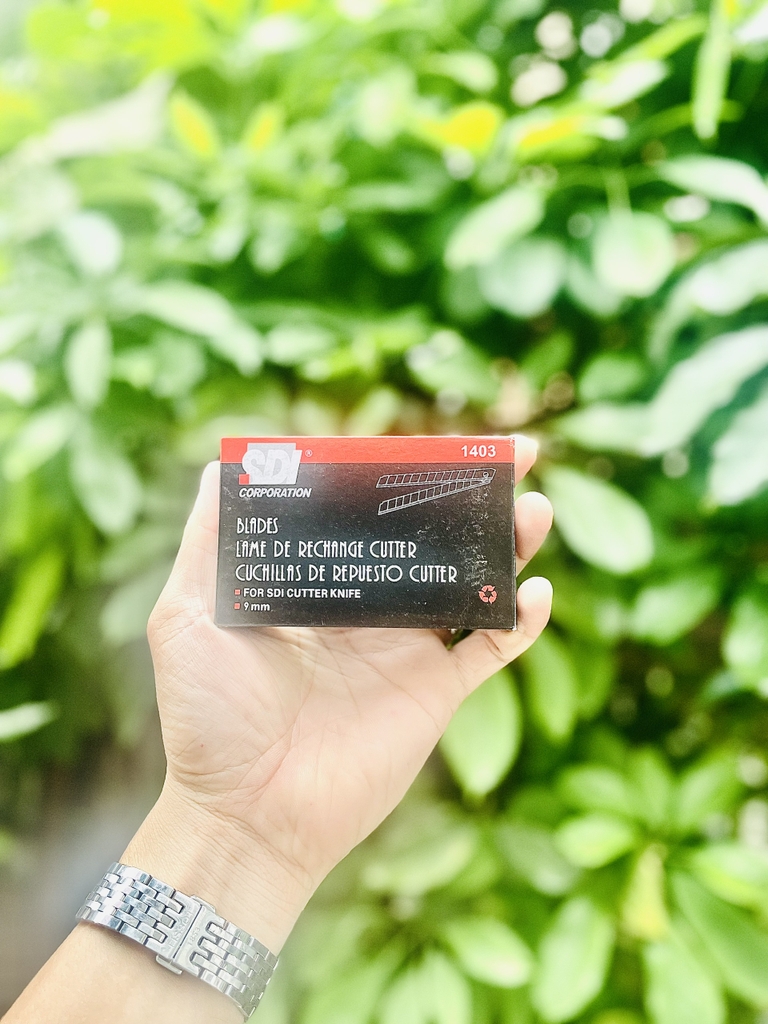 SDI®
1403
CORPORATION
BLADES
LAME DE RECHANGE CUTTER
CUCHILLAS DE REPUESTO CUTTER
FOR SDI CUTTER KNIFE
9 mm